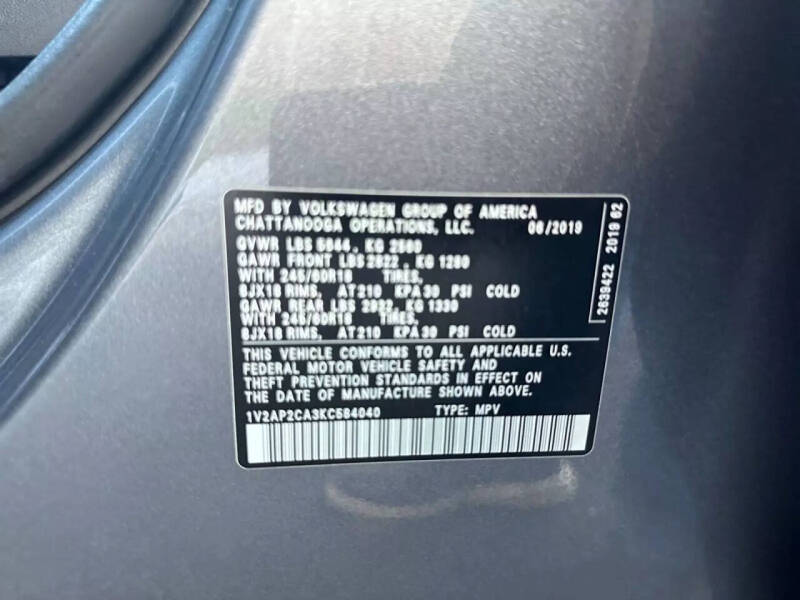 MFD BY VOLKSWAGEN GROUP OF AMERICA
CHATTANOOGA OPERATIONS, LLC. 06/2019
GVWR LBS 5644, KG 2560
GAWR FRONT LBS 2822, KG 1280
WITH 245/60R18 TIRES,
8JX18 RIMS, AT 210 KPA 30 PSI COLD
GAWR REAR LBS 2932, KG 1330
WITH 245/60R18 TIRES,
8JX18 RIMS, AT 210 KPA 30 PSI COLD
THIS VEHICLE CONFORMS TO ALL APPLICABLE U.S.
FEDERAL MOTOR VEHICLE SAFETY AND
THEFT PREVENTION STANDARDS IN EFFECT ON
THE DATE OF MANUFACTURE SHOWN ABOVE.
1V2AP2CA3KC584040 TYPE: MPV
2639422 2019 62